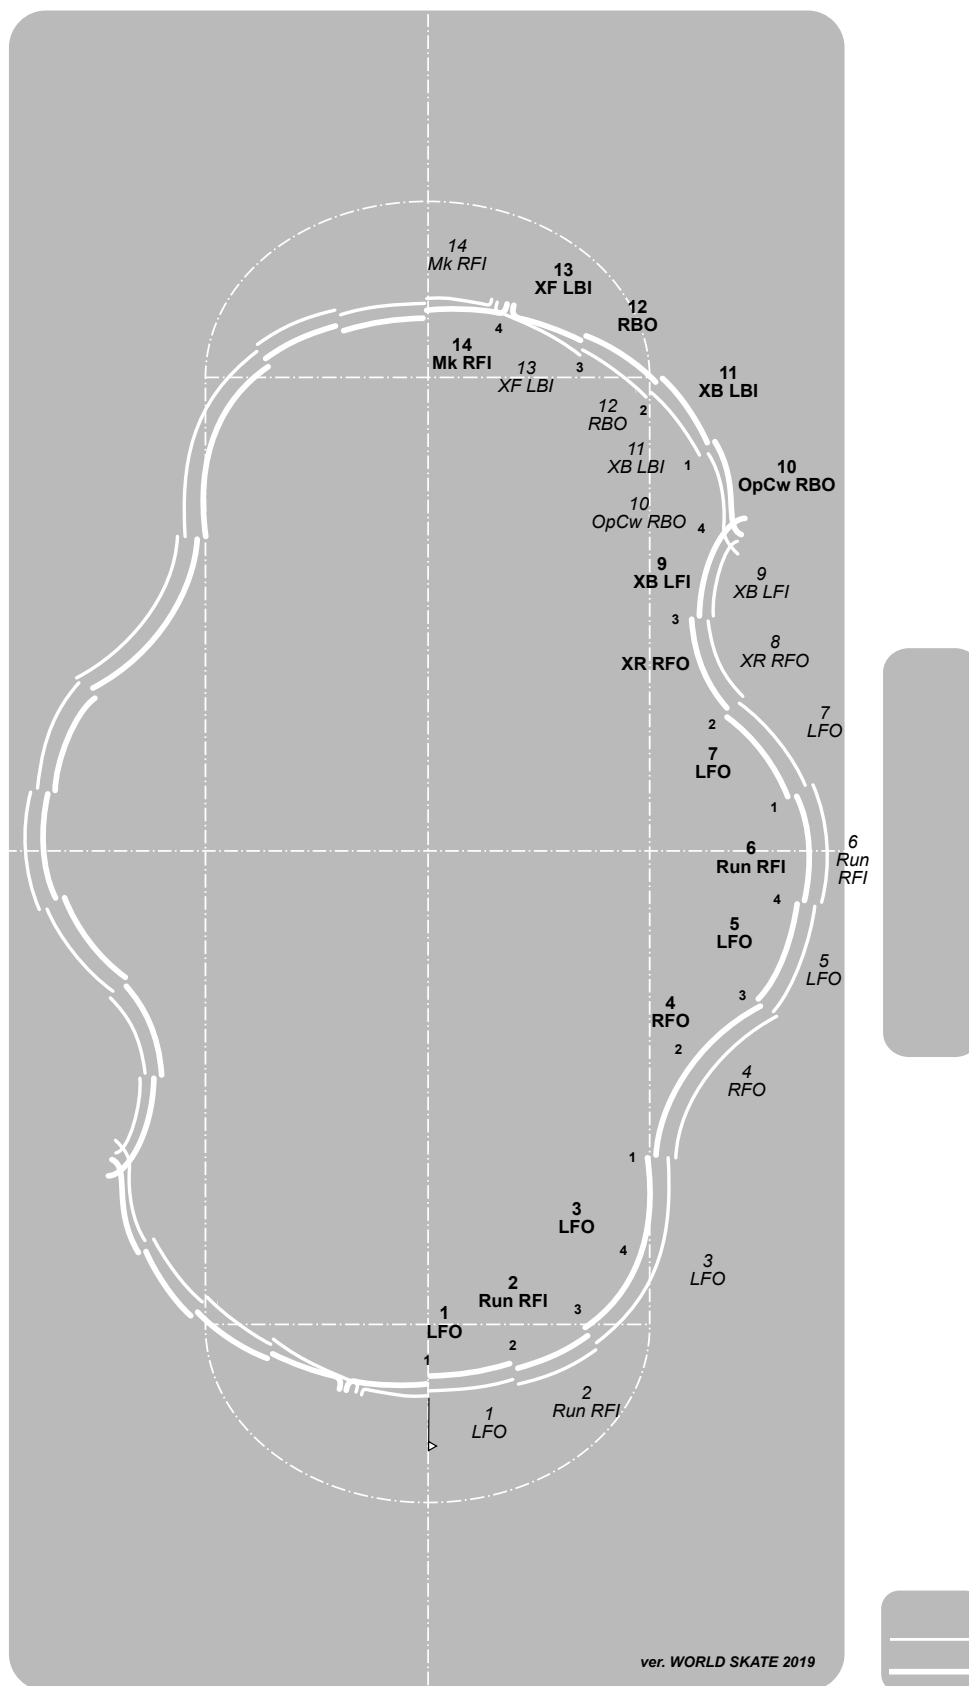 14
Mk RFI
13
XF LBI
12
RBO
4
14
Mk RFI
13
XF LBI
3
11
XB LBI
12
RBO
2
11
XB LBI
1
10
OpCw RBO
10
OpCw RBO
4
9
XB LFI
9
XB LFI
3
XR RFO
8
XR RFO
7
LFO
2
7
LFO
1
6
Run RFI
6
Run
RFI
4
5
LFO
5
LFO
3
4
RFO
2
4
RFO
1
3
LFO
4
3
LFO
2
Run RFI
3
1
LFO
2
1
2
Run RFI
1
LFO
ver. WORLD SKATE 2019